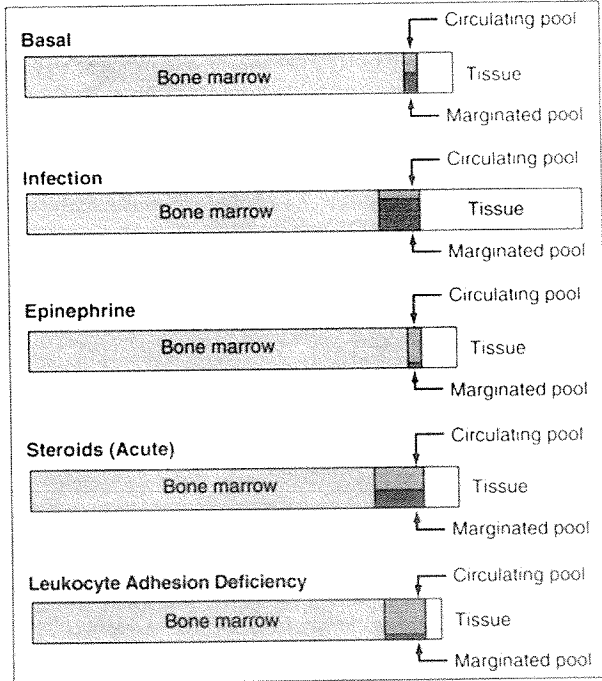 Circulating pool
Basal
Bone marrow
Tissue
Marginated pool
Circulating pool
Infection
Bone marrow
Tissue
Marginated pool
Circulating pool
Epinephrine
Bone marrow
Tissue
Marginated pool
Circulating pool
Steroids (Acute)
Bone marrow
Tissue
Marginated pool
Circulating pool
Leukocyte Adhesion Deficiency
Bone marrow
Tissue
Marginated pool